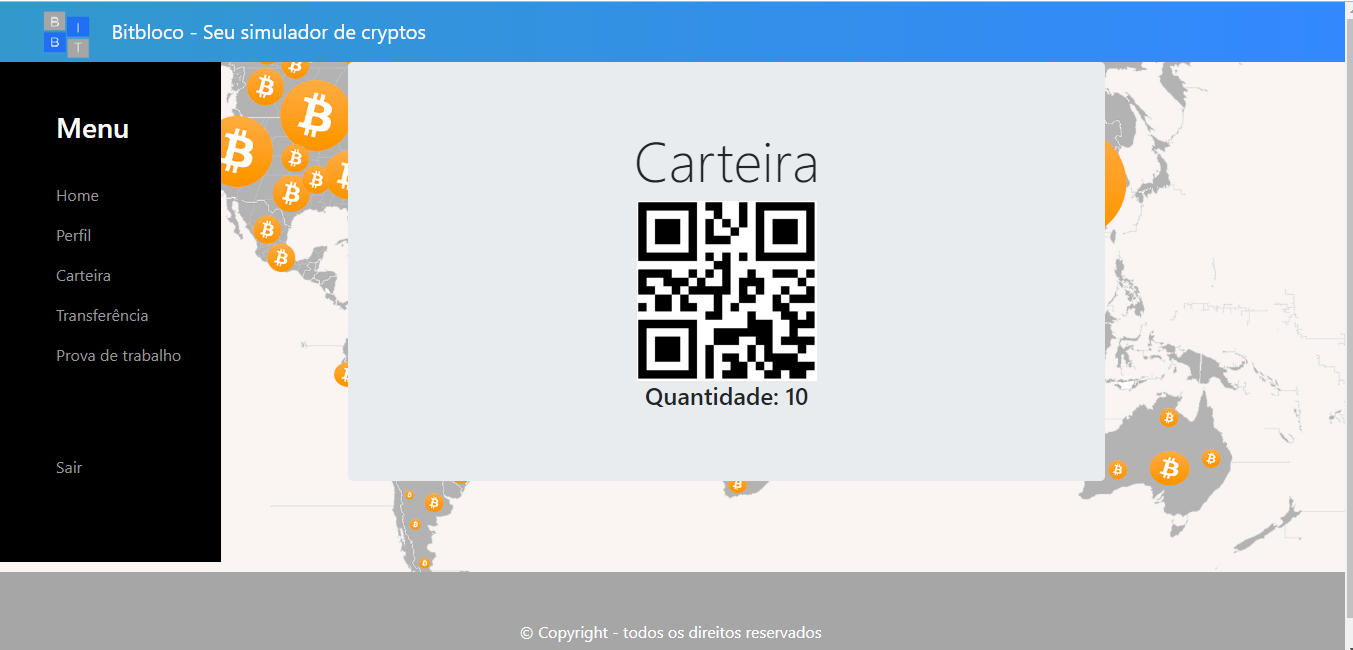 B
I
B
T
Bitbloco - Seu simulador de cryptos
Menu
Home
Perfil
Carteira
Transferência
Prova de trabalho
Sair
Carteira
Quantidade: 10
© Copyright - todos os direitos reservados